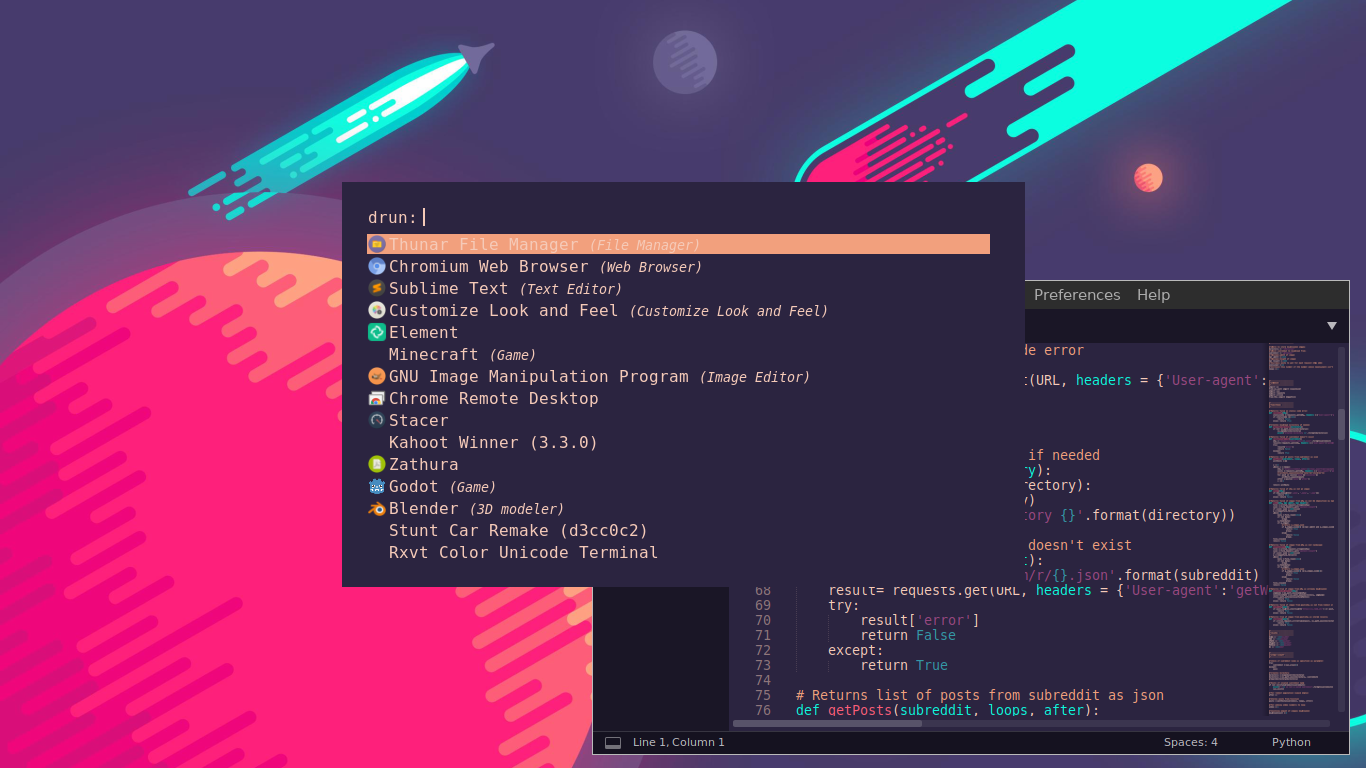 drun:
Thunar File Manager (File Manager)
Chromium Web Browser (Web Browser)
Sublime Text (Text Editor)
Customize Look and Feel (Customize Look and Feel)
Element
Minecraft (Game)
GNU Image Manipulation Program (Image Editor)
Chrome Remote Desktop
Stacer
Kahoot Winner (3.3.0)
Zathura
Godot (Game)
Blender (3D modeler)
Stunt Car Remake (d3cc0c2)
Rxvt Color Unicode Terminal
Preferences Help
error
(URL, headers = {'User-agent':
if needed
):
):
)
{}'.format(directory))
doesn't exist
):
/r/{}.json'.format(subreddit)
68 result= requests.get(URL, headers = {'User-agent':'getW
69 try:
70 result['error']
71 return False
72 except:
73 return True
74
75 # Returns list of posts from subreddit as json
76 def getPosts(subreddit, loops, after):
Line 1, Column 1 Spaces: 4 Python